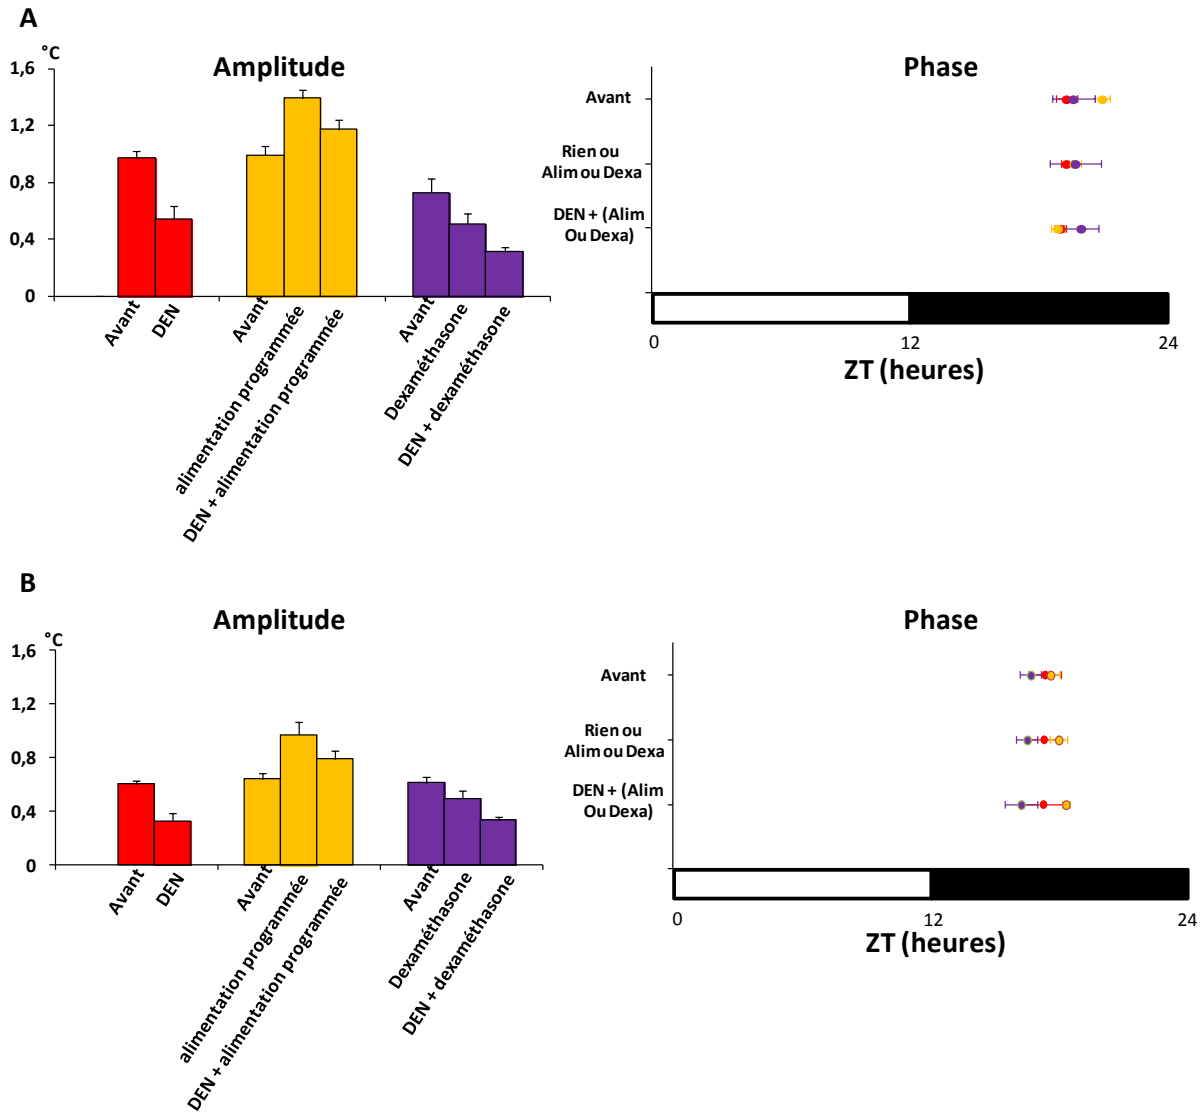 A
°C
Amplitude
1,6
1,2
0,8
0,4
0
Avant
DEN
Avant
alimentation programmée
DEN + alimentation programmée
Avant
Dexaméthasone
DEN + dexaméthasone
Phase
Avant
Rien ou
Alim ou Dexa
DEN + (Alim
Ou Dexa)
0
12
24
ZT (heures)
B
°C
Amplitude
1,6
1,2
0,8
0,4
0
Avant
DEN
Avant
alimentation programmée
DEN + alimentation programmée
Avant
Dexaméthasone
DEN + dexaméthasone
Phase
Avant
Rien ou
Alim ou Dexa
DEN + (Alim
Ou Dexa)
0
12
24
ZT (heures)